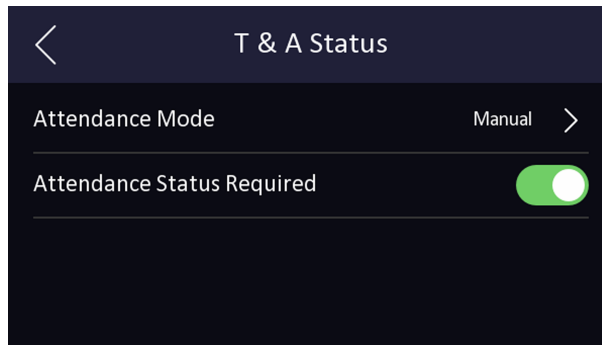 T & A Status
Attendance Mode Manual
Attendance Status Required